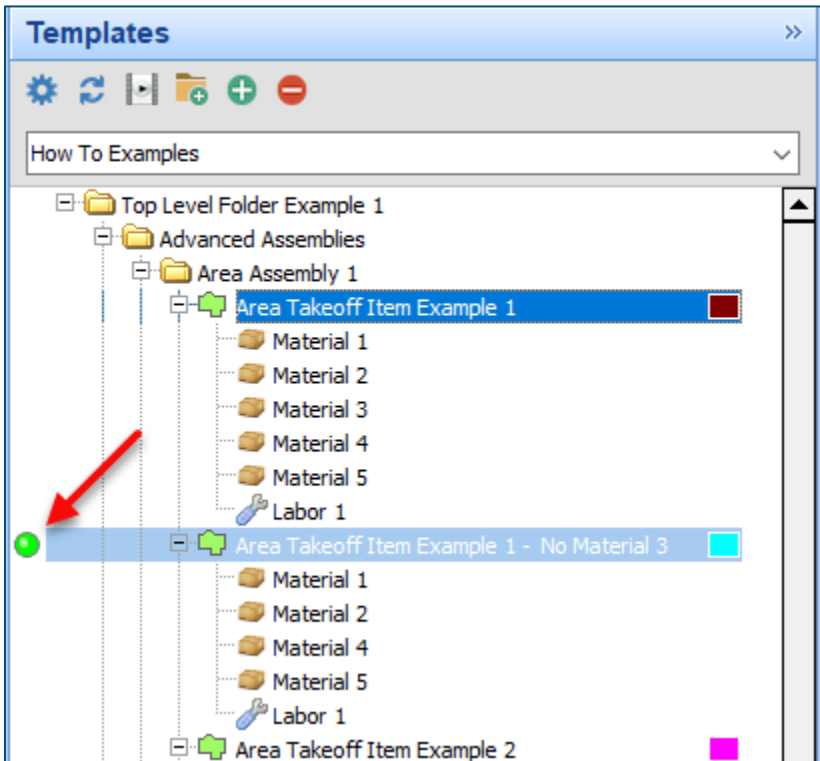 Templates
How To Examples
Top Level Folder Example 1
Advanced Assemblies
Area Assembly 1
Area Takeoff Item Example 1
Material 1
Material 2
Material 3
Material 4
Material 5
Labor 1
Area Takeoff Item Example 1 - No Material 3
Material 1
Material 2
Material 4
Material 5
Labor 1
Area Takeoff Item Example 2